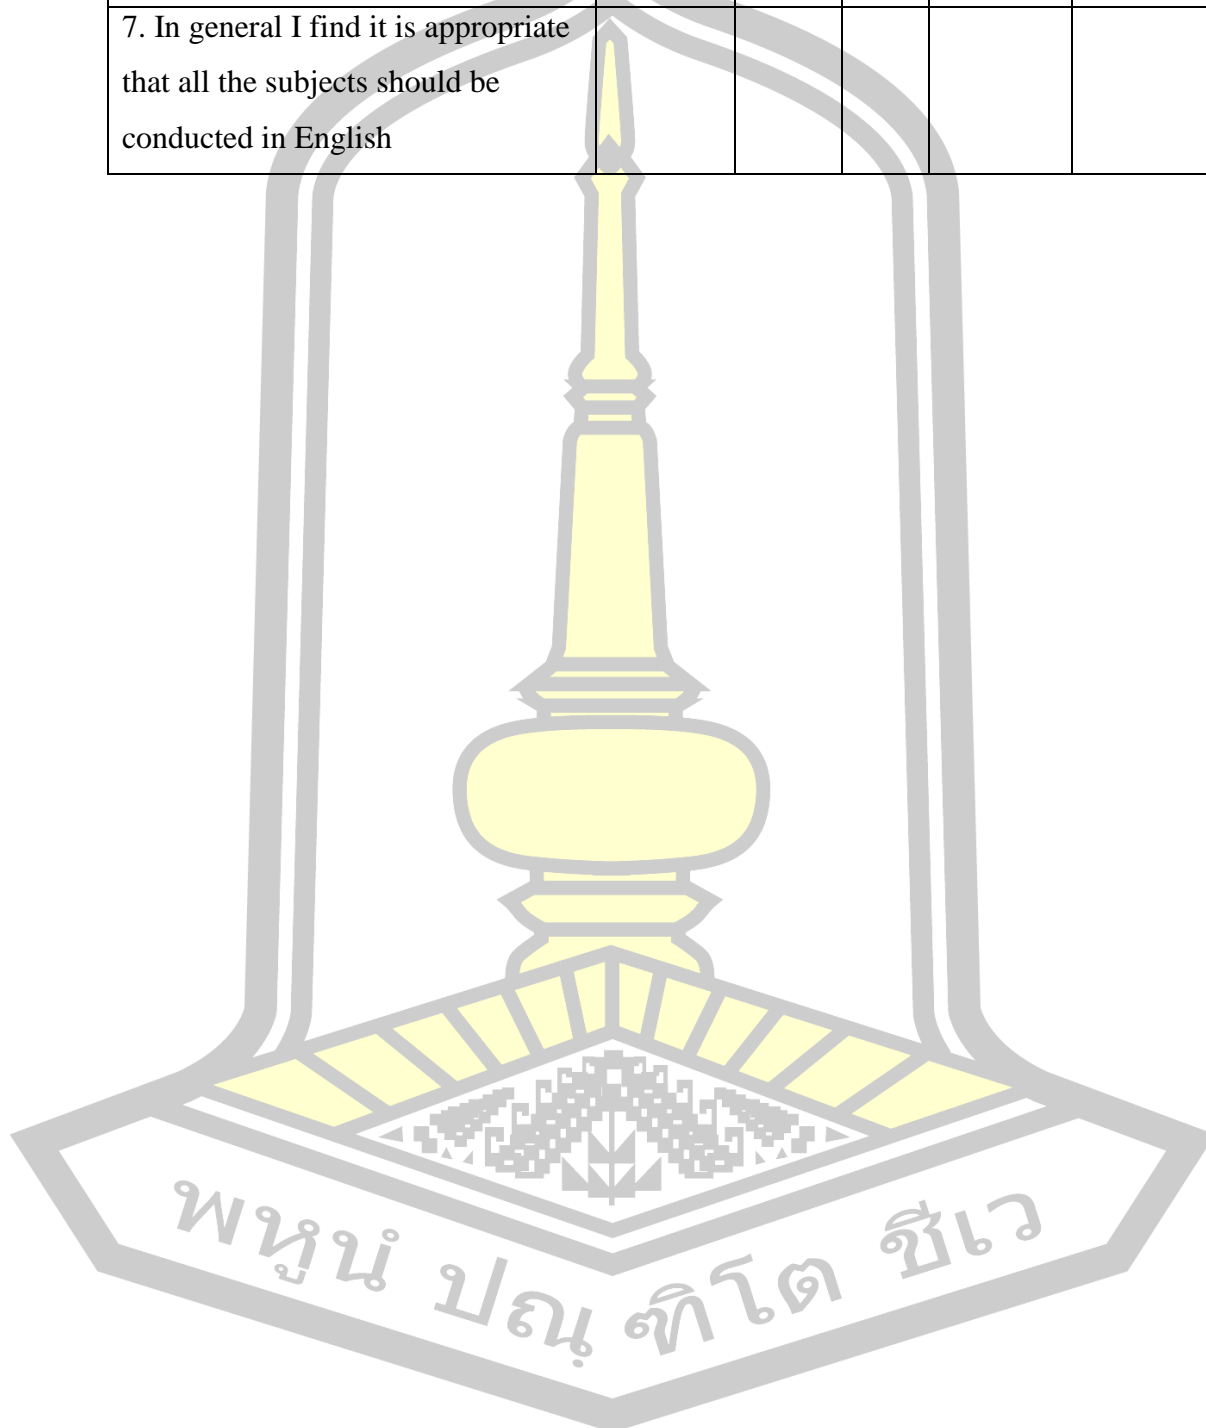 7. In general I find it is appropriate
that all the subjects should be
conducted in English
พหูนํ ปณฺฑิโต ชีเว